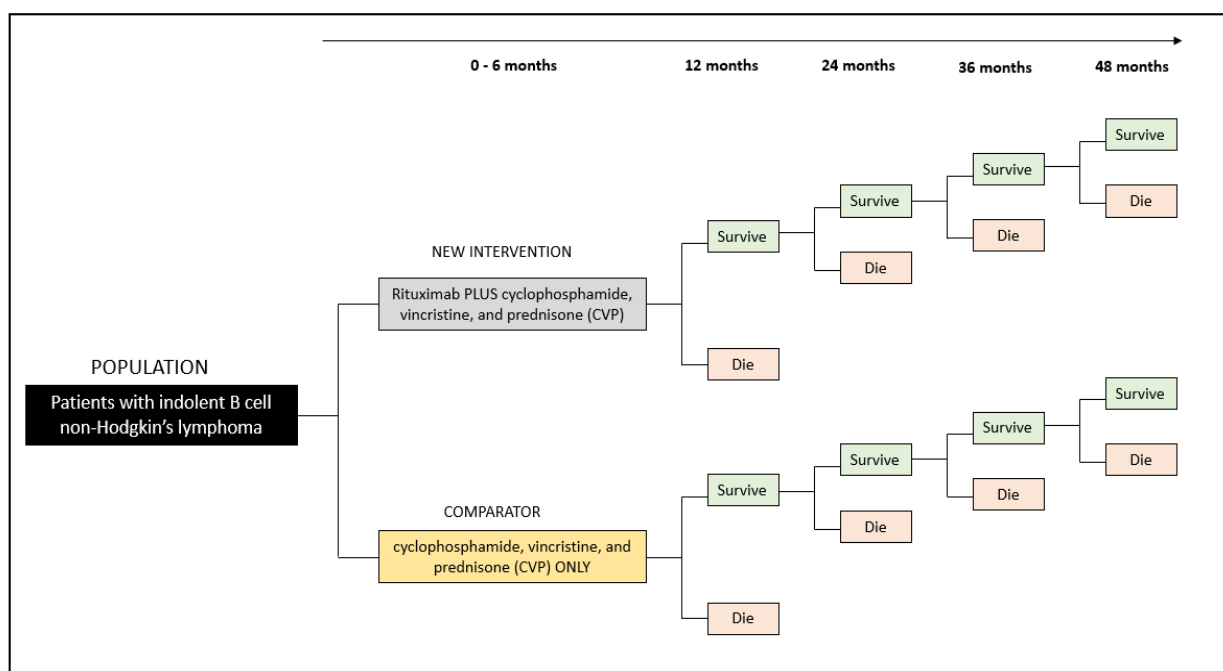 0 - 6 months
12 months
24 months
36 months
48 months
Survive
Survive
Survive
Die
Survive
Die
NEW INTERVENTION
Die
Rituximab PLUS cyclophosphamide,
vincristine, and prednisone (CVP)
Die
POPULATION
Patients with indolent B cell
non-Hodgkin's lymphoma
Survive
Survive
Survive
Die
Survive
Die
COMPARATOR
Die
cyclophosphamide, vincristine, and
prednisone (CVP) ONLY
Die